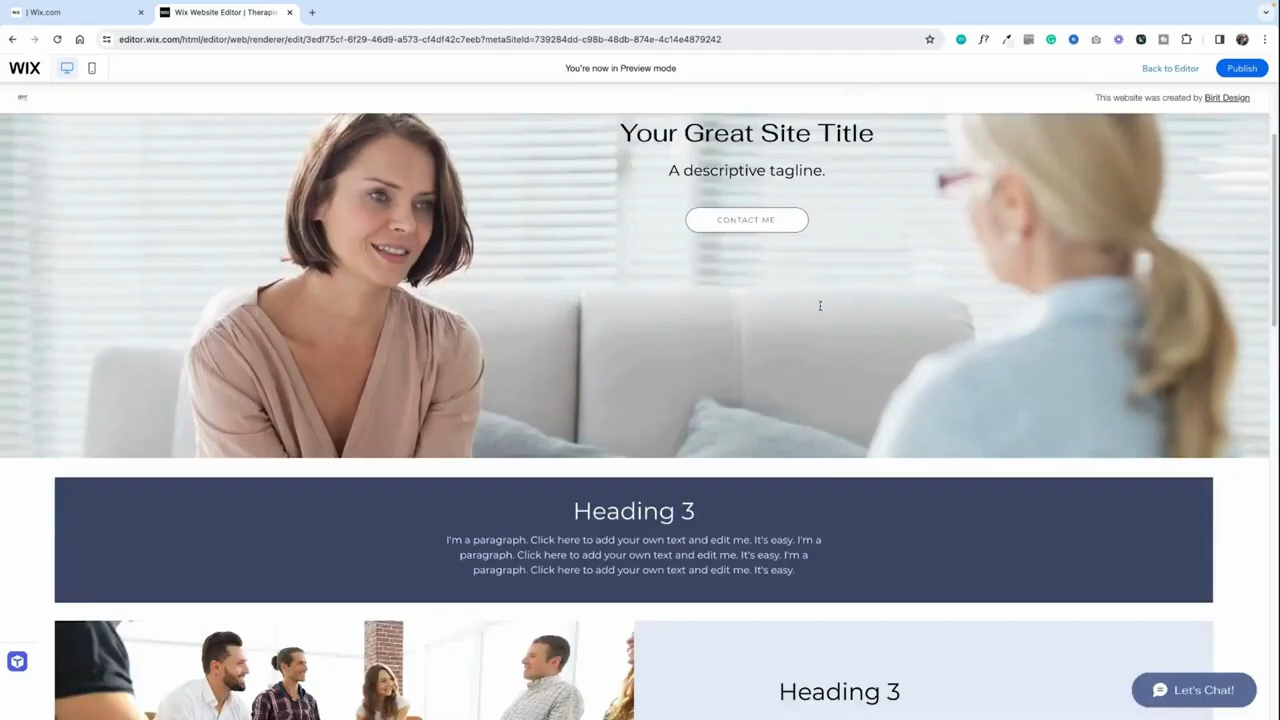 | Wix.com
Wix Website Editor | Therapis
editor.wix.com/html/editor/web/renderer/edit/3edf75cf-6f29-46d9-a573-cf4df42c7eeb?metaSiteId=739284dd-c98b-48db-874e-4c14e4879242
WIX
You're now in Preview mode
Back to Editor
Publish
This website was created by Birit Design
Your Great Site Title
A descriptive tagline.
CONTACT ME
Heading 3
I'm a paragraph. Click here to add your own text and edit me. It's easy. I'm a
paragraph. Click here to add your own text and edit me. It's easy. I'm a
paragraph. Click here to add your own text and edit me. It's easy.
Heading 3
Let's Chat!